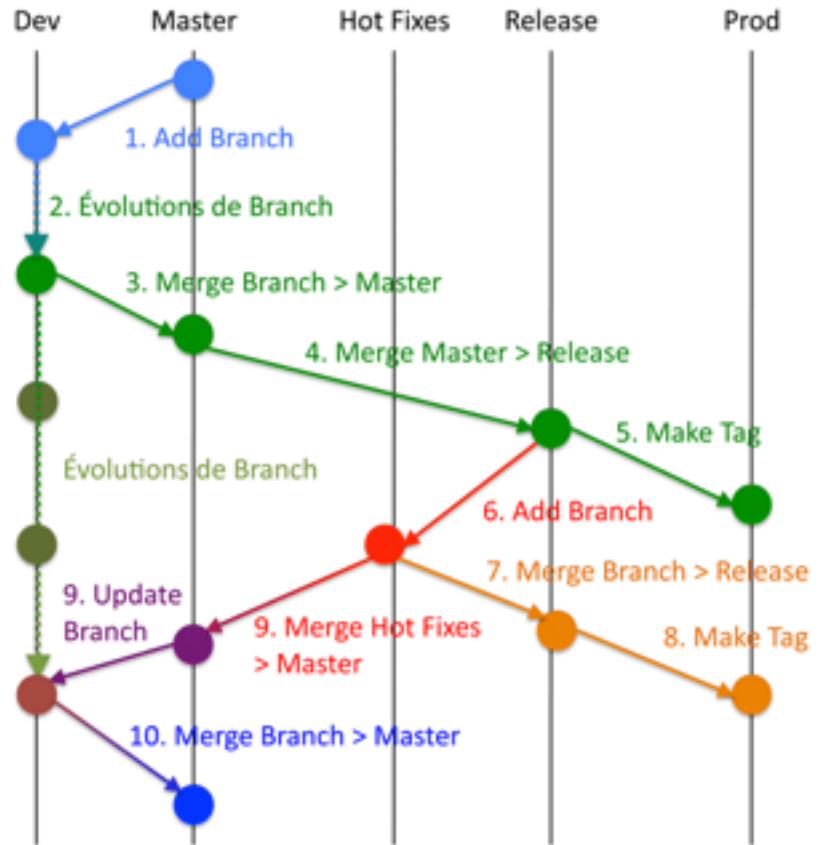 Dev Master Hot Fixes Release Prod
1. Add Branch
2. Évolutions de Branch
3. Merge Branch > Master
4. Merge Master > Release
5. Make Tag
Évolutions de Branch
6. Add Branch
7. Merge Branch > Release
9. Update
Branch
9. Merge Hot Fixes
> Master
8. Make Tag
10. Merge Branch > Master